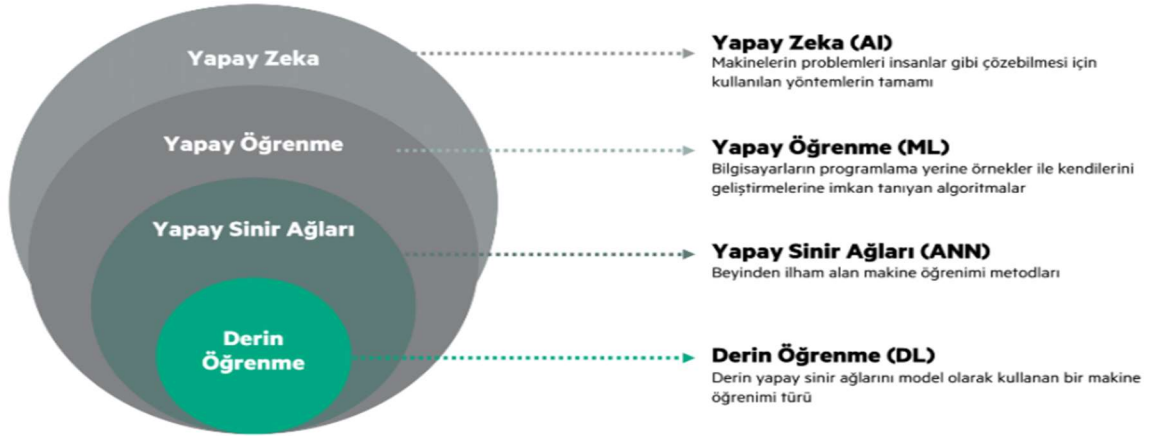 Yapay Zeka
Yapay Öğrenme
Yapay Sinir Ağları
Derin
Öğrenme
Yapay Zeka (AI)
Makinelerin problemleri insanlar gibi çözebilmesi için
kullanılan yöntemlerin tamamı
Yapay Öğrenme (ML)
Bilgisayarların programlama yerine örnekler ile kendilerini
geliştirmelerine imkan tanıyan algoritmalar
Yapay Sinir Ağları (ANN)
Beyinden ilham alan makine öğrenimi metodları
Derin Öğrenme (DL)
Derin yapay sinir ağlarını model olarak kullanan bir makine
öğrenimi türü